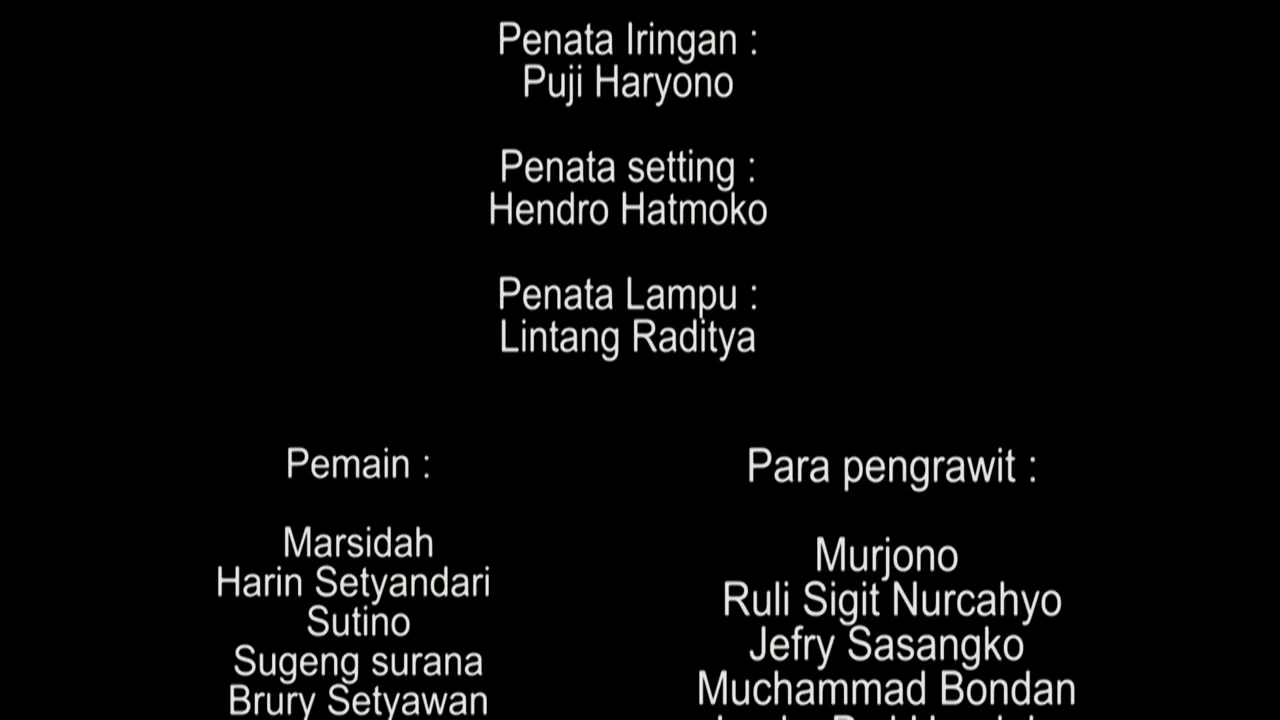 Penata Iringan :
Puji Haryono
Penata setting :
Hendro Hatmoko
Penata Lampu :
Lintang Raditya
Pemain :
Marsidah
Harin Setyandari
Sutino
Sugeng surana
Brury Setyawan
Para pengrawit :
Murjono
Ruli Sigit Nurcahyo
Jefry Sasangko
Muchammad Bondan